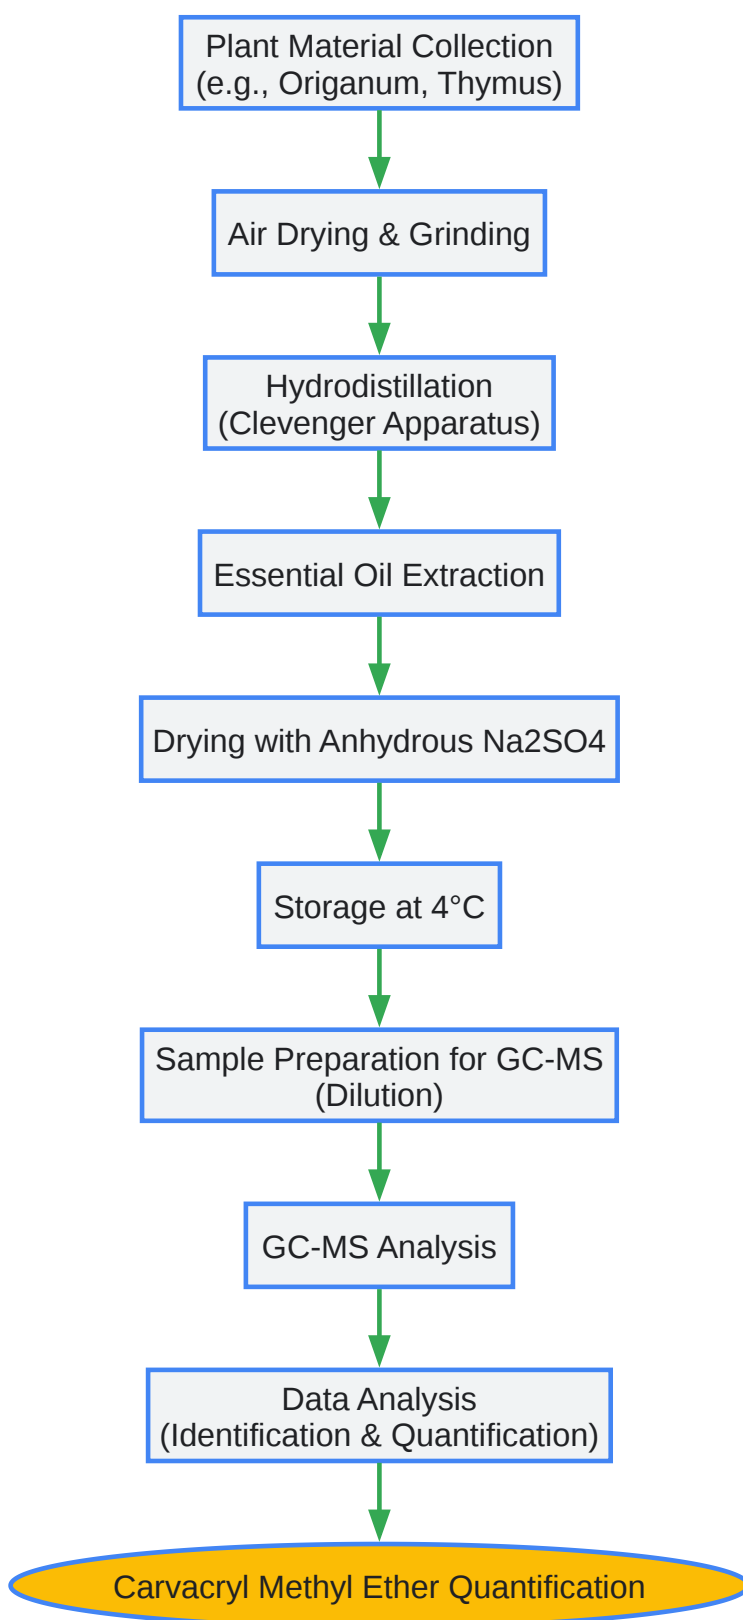 Plant Material Collection
(e.g., Origanum, Thymus)
Air Drying & Grinding
Hydrodistillation
(Clevenger Apparatus)
Essential Oil Extraction
Drying with Anhydrous Na2SO4
Storage at 4°C
Sample Preparation for GC-MS
(Dilution)
GC-MS Analysis
Data Analysis
(Identification & Quantification)
Carvacryl Methyl Ether Quantification